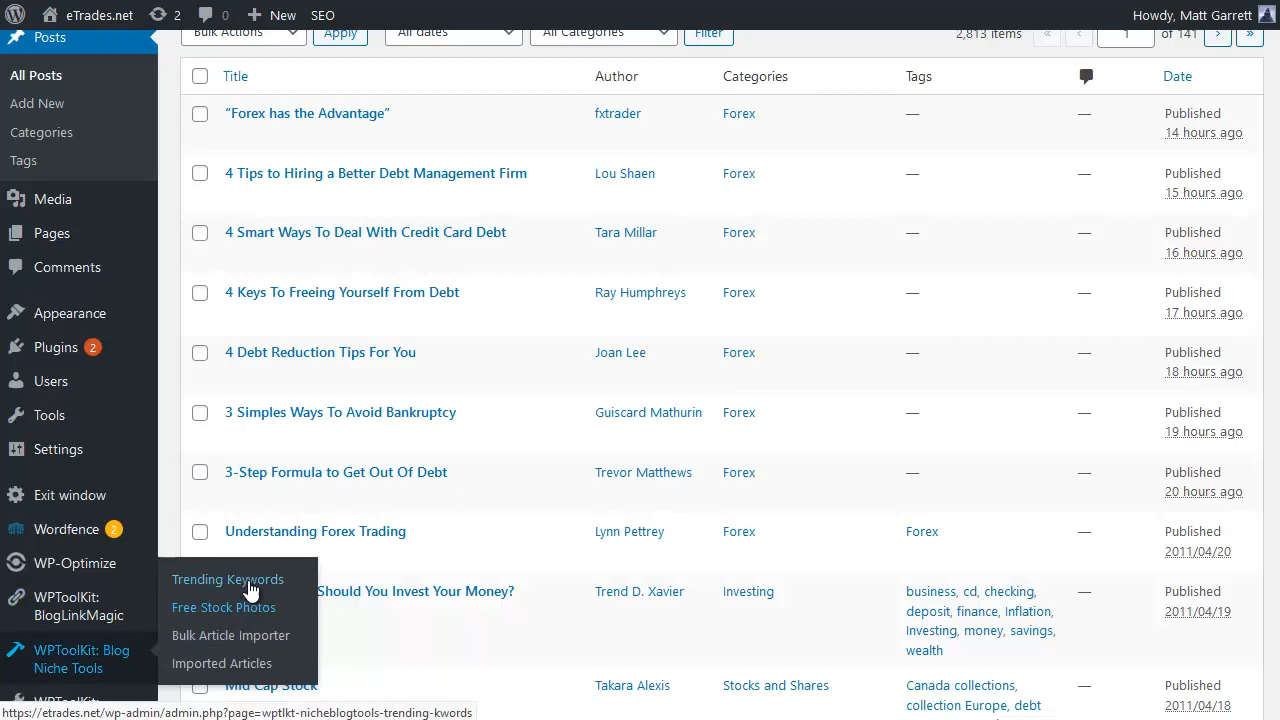 eTrades.net 2 0 New SEO Howdy, Matt Garrett
Posts
All Posts
Add New
Categories
Tags
Media
Pages
Comments
Appearance
Plugins 2
Users
Tools
Settings
Exit window
Wordfence 2
WP-Optimize
WPToolKit:
BlogLinkMagic
WPToolKit: Blog
Niche Tools
WPToolKit:
Trending Keywords
Free Stock Photos
Bulk Article Importer
Imported Articles
Bulk Actions Apply All dates All Categories Filter 2,813 items « ‹ 1 of 141 › »
Title Author Categories Tags Date
“Forex has the Advantage” fxtrader Forex — — Published
14 hours ago
4 Tips to Hiring a Better Debt Management Firm Lou Shaen Forex — — Published
15 hours ago
4 Smart Ways To Deal With Credit Card Debt Tara Millar Forex — — Published
16 hours ago
4 Keys To Freeing Yourself From Debt Ray Humphreys Forex — — Published
17 hours ago
4 Debt Reduction Tips For You Joan Lee Forex — — Published
18 hours ago
3 Simples Ways To Avoid Bankruptcy Guiscard Mathurin Forex — — Published
19 hours ago
3-Step Formula to Get Out Of Debt Trevor Matthews Forex — — Published
20 hours ago
Understanding Forex Trading Lynn Pettrey Forex Forex — Published
2011/04/20
Should You Invest Your Money? Trend D. Xavier Investing business, cd, checking, — Published
deposit, finance, Inflation, 2011/04/19
Investing, money, savings,
wealth
Mid Cap Stock Takara Alexis Stocks and Shares Canada collections, — Published
collection Europe, debt 2011/04/18
https://etrades.net/wp-admin/admin.php?page=wptlkt-nicheblogtools-trending-kwords